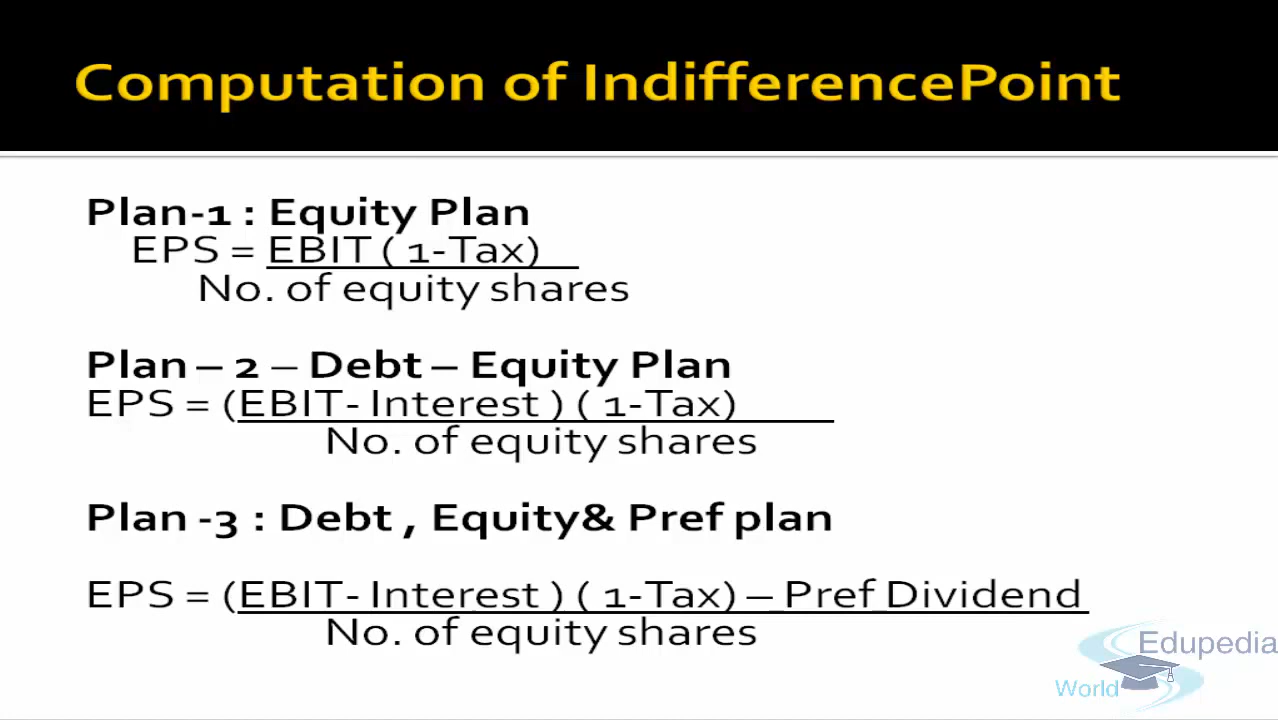 Computation of IndifferencePoint
Plan-1 : Equity Plan
EPS = EBIT ( 1-Tax)
No. of equity shares
Plan – 2 – Debt – Equity Plan
EPS = (EBIT- Interest ) ( 1-Tax)
No. of equity shares
Plan -3 : Debt , Equity& Pref plan
EPS = (EBIT- Interest ) ( 1-Tax) – Pref Dividend
No. of equity shares
Edupedia
World